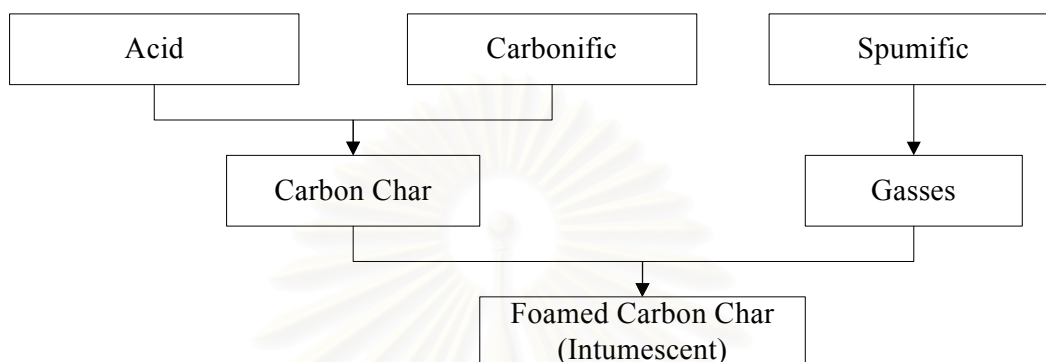 Acid
Carbonific
Spumific
Carbon Char
Gasses
Foamed Carbon Char
(Intumescent)